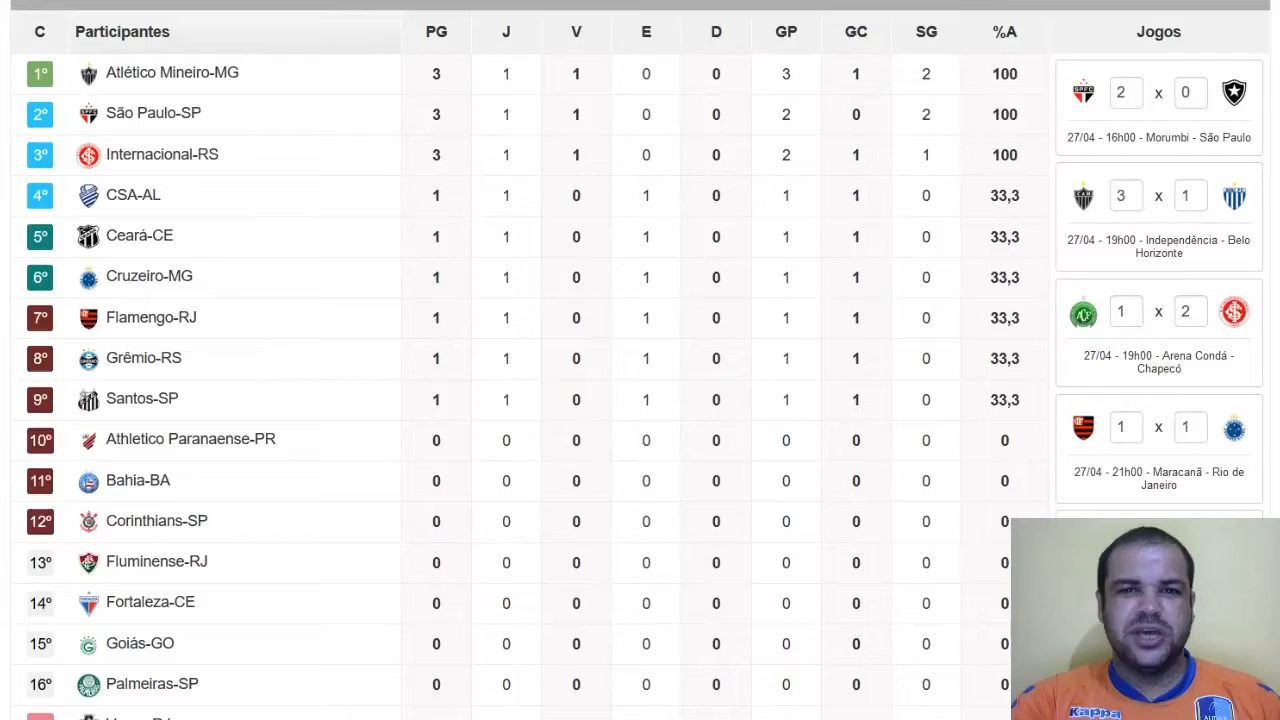 C Participantes PG J V E D GP GC SG %A Jogos
1º Atlético Mineiro-MG 3 1 1 0 0 3 1 2 100
2º São Paulo-SP 3 1 1 0 0 2 0 2 100
3º Internacional-RS 3 1 1 0 0 2 1 1 100
4º CSA-AL 1 1 0 1 0 1 1 0 33,3
5º Ceará-CE 1 1 0 1 0 1 1 0 33,3
6º Cruzeiro-MG 1 1 0 1 0 1 1 0 33,3
7º Flamengo-RJ 1 1 0 1 0 1 1 0 33,3
8º Grêmio-RS 1 1 0 1 0 1 1 0 33,3
9º Santos-SP 1 1 0 1 0 1 1 0 33,3
10º Athletico Paranaense-PR 0 0 0 0 0 0 0 0 0
11º Bahia-BA 0 0 0 0 0 0 0 0 0
12º Corinthians-SP 0 0 0 0 0 0 0 0 0
13º Fluminense-RJ 0 0 0 0 0 0 0 0 0
14º Fortaleza-CE 0 0 0 0 0 0 0 0 0
15º Goiás-GO 0 0 0 0 0 0 0 0 0
16º Palmeiras-SP 0 0 0 0 0 0 0 0 0
2 x 0
27/04 - 16h00 - Morumbi - São Paulo
3 x 1
27/04 - 19h00 - Independência - Belo
Horizonte
1 x 2
27/04 - 19h00 - Arena Condá -
Chapecó
1 x 1
27/04 - 21h00 - Maracanã - Rio de
Janeiro
Kappa